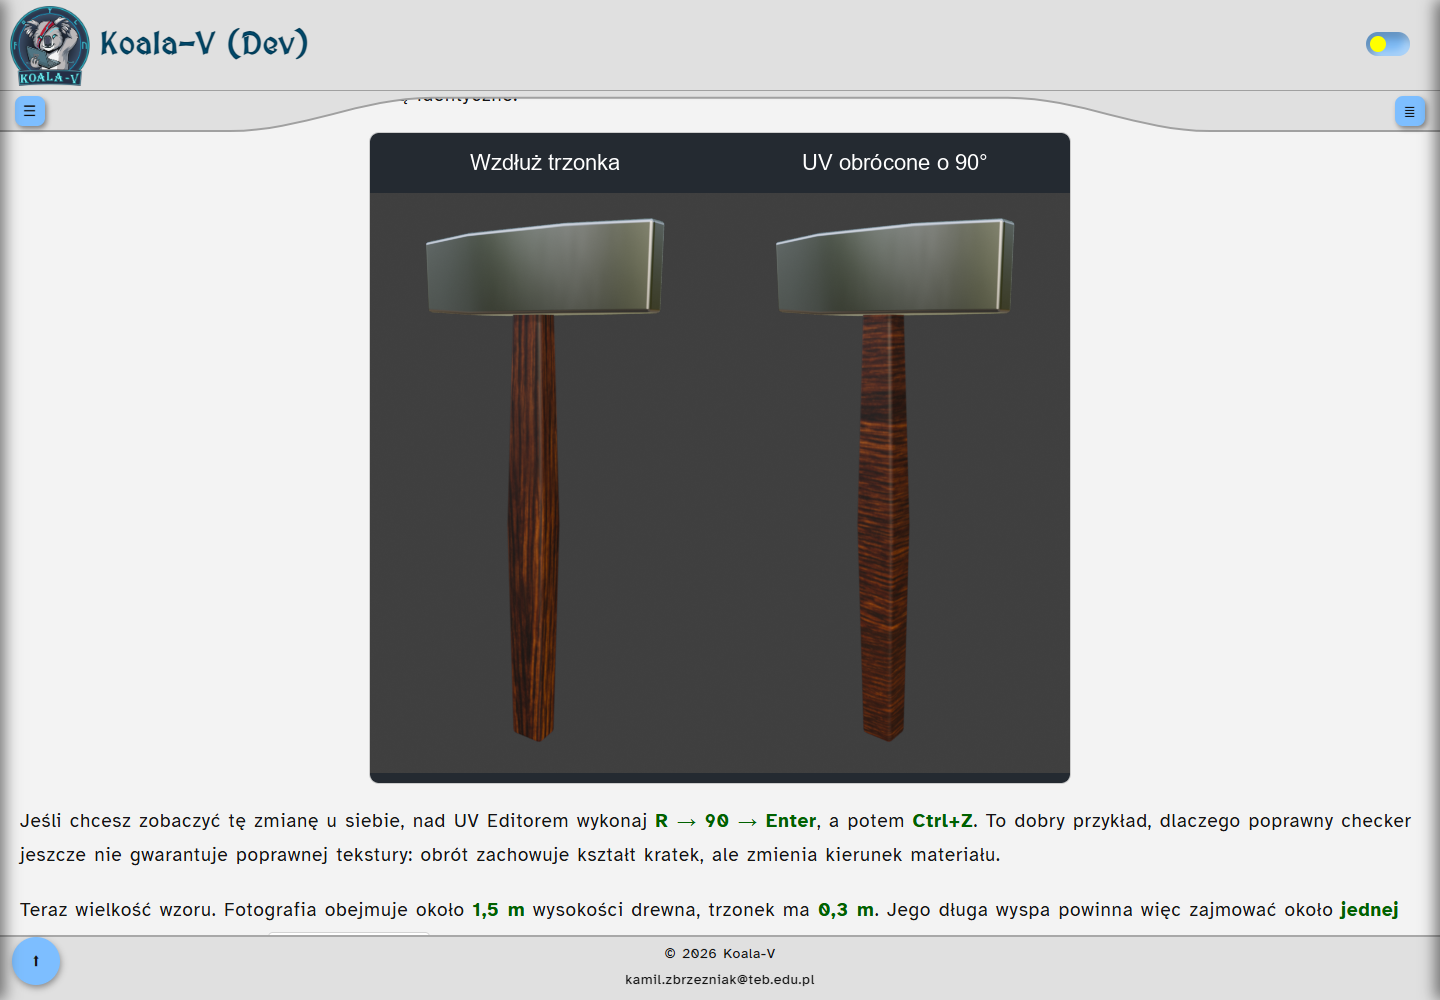 KOALA-V
Koala-V (Dev)
identyczne.
Wzdłuż trzonka
UV obrócone o 90°
Jeśli chcesz zobaczyć tę zmianę u siebie, nad UV Editorem wykonaj R → 90 → Enter, a potem Ctrl+Z. To dobry przykład, dlaczego poprawny checker
jeszcze nie gwarantuje poprawnej tekstury: obrót zachowuje kształt kratek, ale zmienia kierunek materiału.
Teraz wielkość wzoru. Fotografia obejmuje około 1,5 m wysokości drewna, trzonek ma 0,3 m. Jego długa wyspa powinna więc zajmować około jednej
© 2026 Koala-V
kamil.zbrzezniak@teb.edu.pl